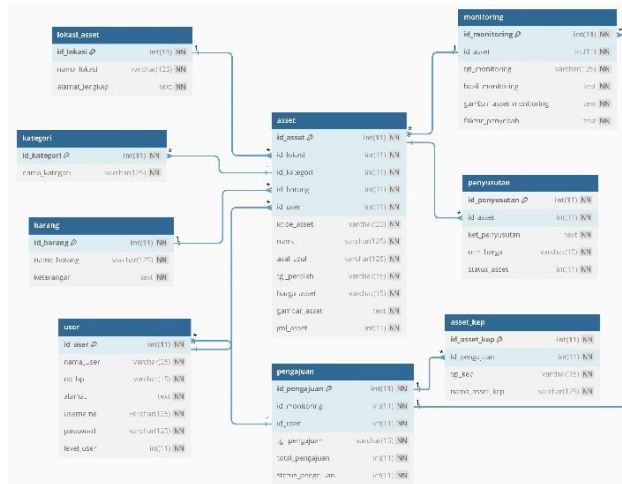 monitoring
id_monitoring int(11) NN
id_asset int(11) NN
tgl_monitoring varchar(125) NN
hasil_monitoring text NN
gambar_asset_monitoring text NN
faktor_penyebab text NN
lokasi_asset
id_lokasi int(11) NN
nama_lokasi varchar(125) NN
alamat_lengkap text NN
asset
id_asset int(11) NN
id_lokasi int(11) NN
id_kategori int(11) NN
id_barang int(11) NN
id_user int(11) NN
kode_asset varchar(25) NN
merk varchar(125) NN
asal_usul varchar(125) NN
varchar(15) NN
harga_asset varchar(15) NN
gambar_asset text NN
jml_asset int(11) NN
kategori
id_kategori int(11) NN
nama_kategori varchar(125) NN
penyusutan
id_penyusutan int(11) NN
id_asset int(11) NN
ket_penyusutan text NN
varchar(15) NN
status_asset int(11) NN
barang
id_barang int(11) NN
nama_barang varchar(125) NN
keterangan text NN
user
id_user int(11) NN
nama_user NN
no_hp varchar(15) NN
alamat text NN
username varchar(125) NN
password varchar(125) NN
level_user int(11) NN
asset_kep
id_asset_kep int(11) NN
id_pengajuan int(11) NN
tgl_kep varchar(15) NN
nama_asset_kep varchar(125) NN
pengajuan
id_pengajuan int(11) NN
id_monitoring int(11) NN
id_user int(11) NN
tgl_pengajuan varchar(15) NN
total_pengajuan int(11) NN
status_pengajuan int(11) NN